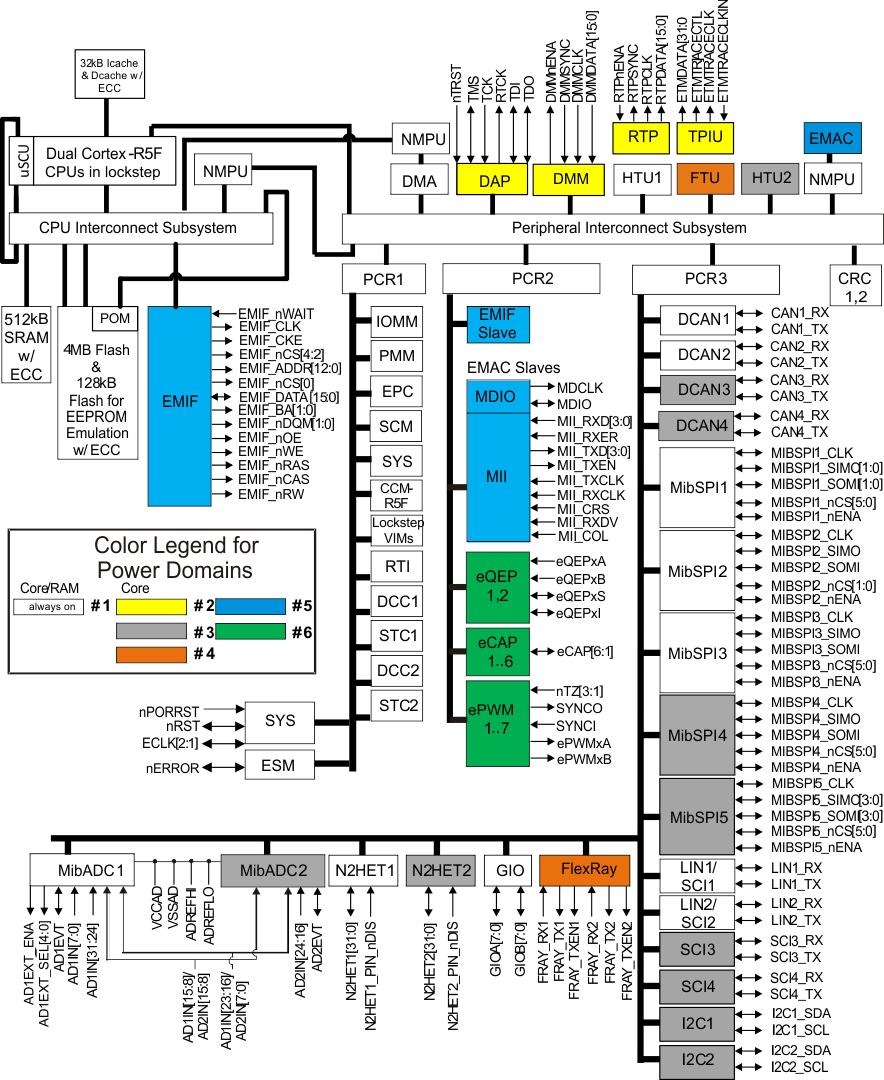 32kB Icache
& Dcache w/
ECC
uSCU
Dual Cortex-R5F
CPUs in lockstep
NMPU
NMPU
DMA
nTRST
TMS
TCK
RTCK
TDI
TDO
DAP
DMMnENA
DMMSYNC
DMMCLK
DMMDATA[15:0]
DMM
RTPnENA
RTPSYNC
RTPCLK
RTPDATA[15:0]
RTP
HTU1
ETMDATA[31:0]
ETMTRACECTL
ETMTRACECLK
ETMTRACECLKIN
TPIU
FTU
HTU2
EMAC
NMPU
CPU Interconnect Subsystem
Peripheral Interconnect Subsystem
PCR1
PCR2
PCR3
CRC
1,2
512kB
SRAM
w/
ECC
POM
4MB Flash
&
128kB
Flash for
EEPROM
Emulation
w/ ECC
EMIF
EMIF_nWAIT
EMIF_CLK
EMIF_CKE
EMIF_nCS[4:2]
EMIF_ADDR[12:0]
EMIF_nCS[0]
EMIF_DATA[15:0]
EMIF_BA[1:0]
EMIF_nDQM[1:0]
EMIF_nOE
EMIF_nWE
EMIF_nRAS
EMIF_nCAS
EMIF_nRW
IOMM
PMM
EPC
SCM
SYS
CCM-
R5F
Lockstep
VIMs
RTI
DCC1
STC1
DCC2
STC2
EMIF
Slave
EMAC Slaves
MDIO
MII
MDCLK
MDIO
MII_RXD[3:0]
MII_RXER
MII_TXD[3:0]
MII_TXEN
MII_TXCLK
MII_RXCLK
MII_CRS
MII_RXDV
MII_COL
eQEP
1,2
eQEPxA
eQEPxB
eQEPxS
eQEPxI
eCAP
1..6
eCAP[6:1]
ePWM
1..7
nTZ[3:1]
SYNCO
SYNCI
ePWMxA
ePWMxB
DCAN1
CAN1_RX
CAN1_TX
DCAN2
CAN2_RX
CAN2_TX
DCAN3
CAN3_RX
CAN3_TX
DCAN4
CAN4_RX
CAN4_TX
MibSPI1
MIBSPI1_CLK
MIBSPI1_SIMO[1:0]
MIBSPI1_SOMI[1:0]
MIBSPI1_nCS[5:0]
MIBSPI1_nENA
MibSPI2
MIBSPI2_CLK
MIBSPI2_SIMO
MIBSPI2_SOMI
MIBSPI2_nCS[1:0]
MIBSPI2_nENA
MibSPI3
MIBSPI3_CLK
MIBSPI3_SIMO
MIBSPI3_SOMI
MIBSPI3_nCS[5:0]
MIBSPI3_nENA
MibSPI4
MIBSPI4_CLK
MIBSPI4_SIMO
MIBSPI4_SOMI
MIBSPI4_nCS[5:0]
MIBSPI4_nENA
MibSPI5
MIBSPI5_CLK
MIBSPI5_SIMO[3:0]
MIBSPI5_SOMI[3:0]
MIBSPI5_nCS[5:0]
MIBSPI5_nENA
LIN1/
SCI1
LIN1_RX
LIN1_TX
LIN2/
SCI2
LIN2_RX
LIN2_TX
SCI3
SCI3_RX
SCI3_TX
SCI4
SCI4_RX
SCI4_TX
I2C1
I2C1_SDA
I2C1_SCL
I2C2
I2C2_SDA
I2C2_SCL
Color Legend for
Power Domains
Core/RAM
Core
always on
#1
#2
#5
#3
#6
#4
nPORRST
nRST
ECLK[2:1]
SYS
nERROR
ESM
MibADC1
MibADC2
N2HET1
N2HET2
GIO
FlexRay
VCCAD
VSSAD
ADREFHI
ADREFLO
AD1EXT_ENA
AD1EXT_SEL[4:0]
AD1EVT
AD1IN[7:0]
AD1IN[31:24]
AD1IN[15:8]/
AD2IN[15:8]
AD1IN[23:16]/
AD2IN[7:0]
AD2IN[24:16]
AD2EVT
N2HET1[31:0]
N2HET1_PIN_nDIS
N2HET2[31:0]
N2HET2_PIN_nDIS
GIOA[7:0]
GIOB[7:0]
FRAY_RX1
FRAY_TX1
FRAY_TXEN1
FRAY_RX2
FRAY_TX2
FRAY_TXEN2